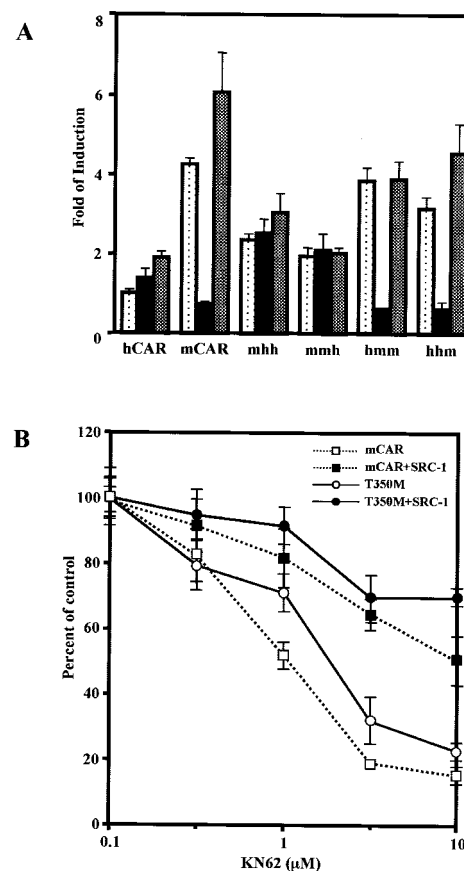 A
8
6
4
2
0
Fold of Induction
hCAR mCAR mhh mmh hmm hhm
B
120
100
80
60
40
20
0
Percent of control
mCAR
mCAR+SRC-1
T350M
T350M+SRC-1
0.1 1 10
KN62 (μM)